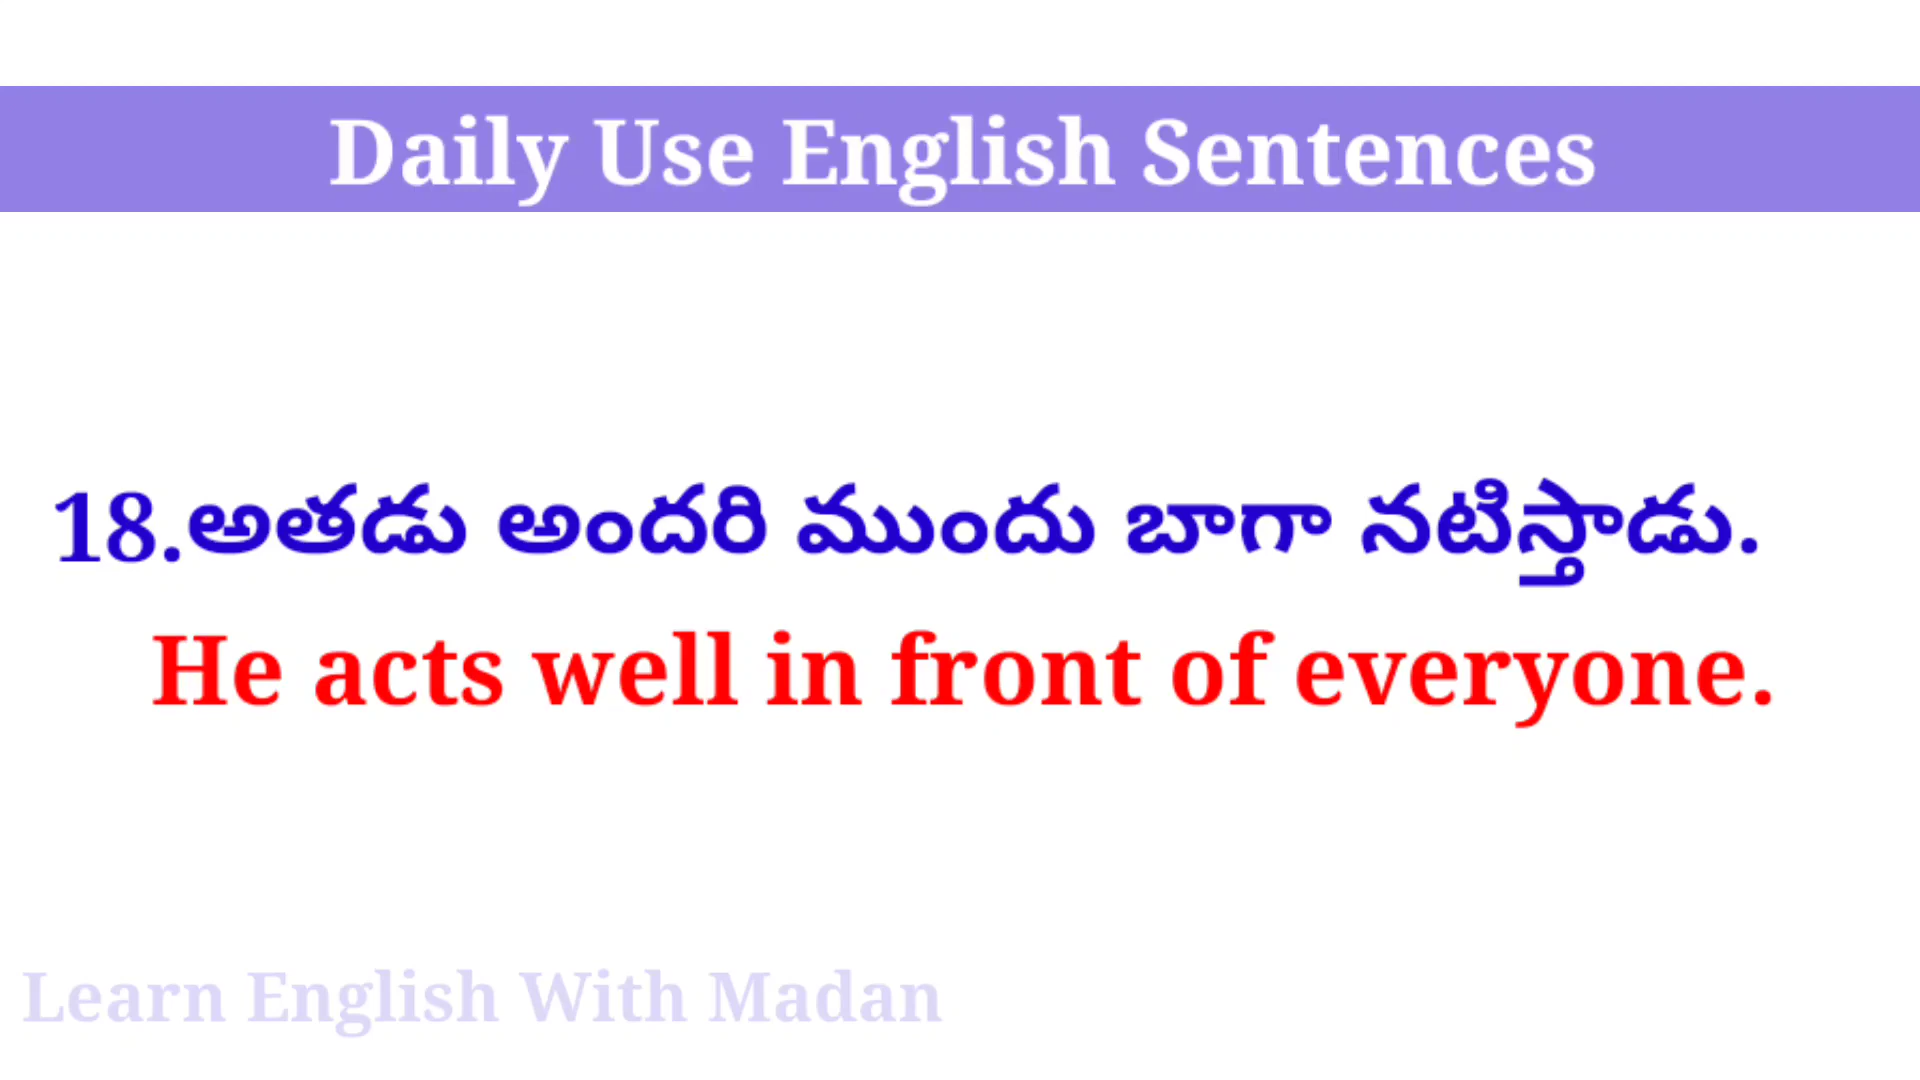 Daily Use English Sentences
18.అతడు అందరి ముందు బాగా నటిస్తాడు.
He acts well in front of everyone.
Learn English With Madan